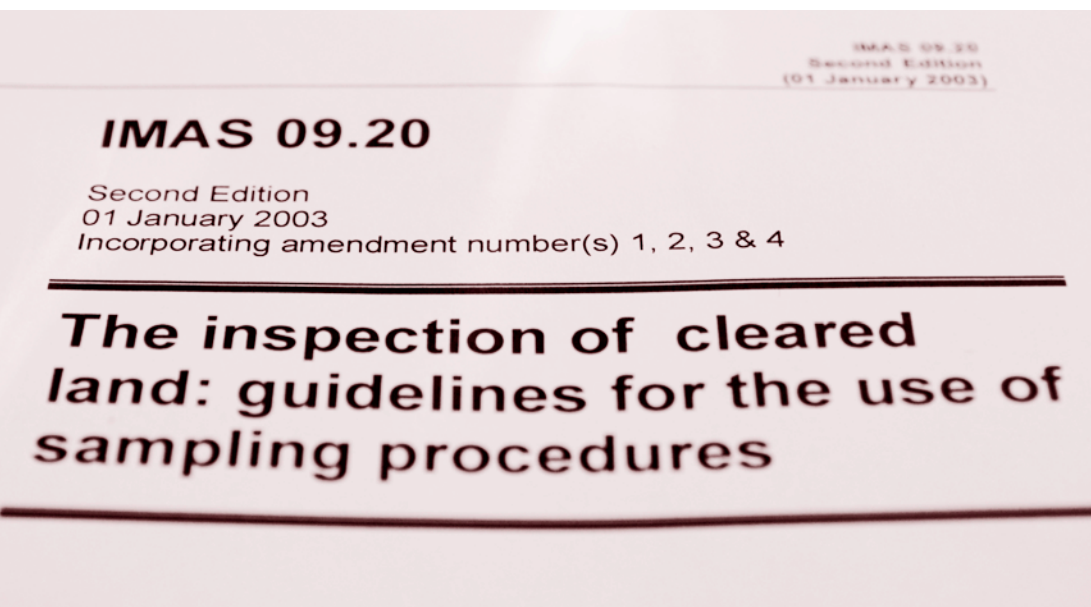 IMAS 09.20
Second Edition
(01 January 2003)
IMAS 09.20
Second Edition
01 January 2003
Incorporating amendment number(s) 1, 2, 3 & 4
The inspection of cleared
land: guidelines for the use of
sampling procedures